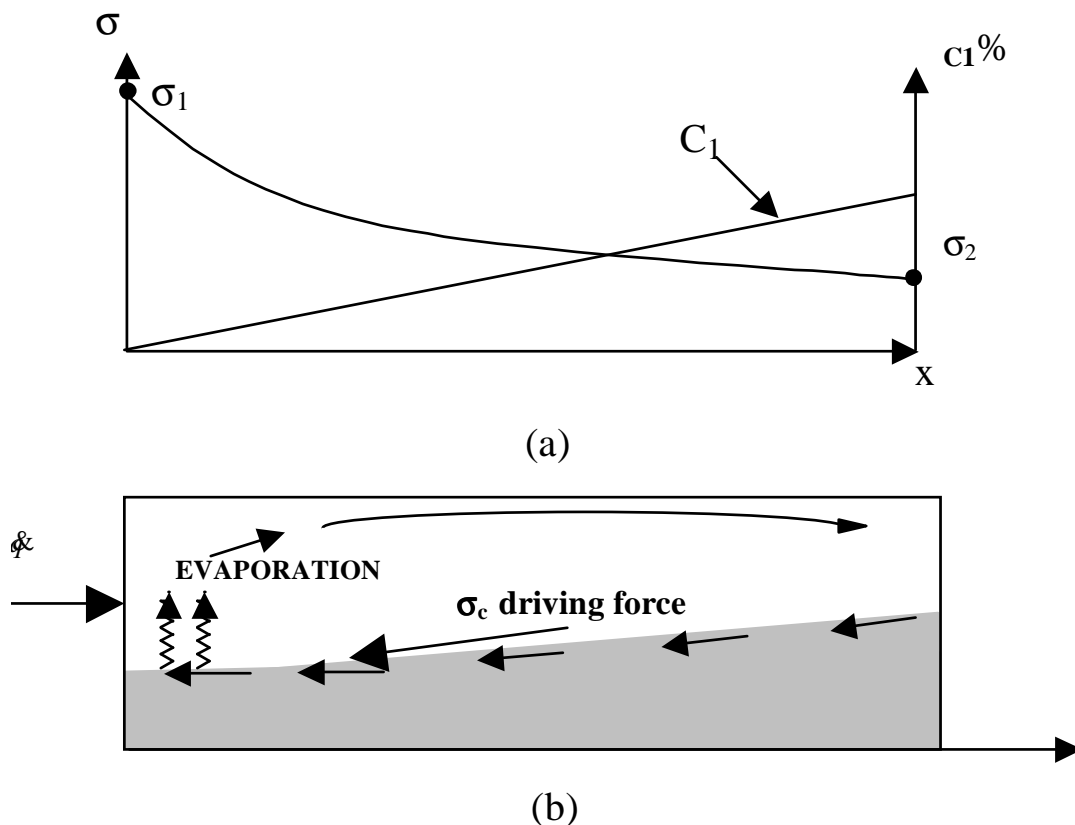 σ
C1%
σ1
C1
σ2
x
(a)
&
EVAPORATION
σc driving force
(b)